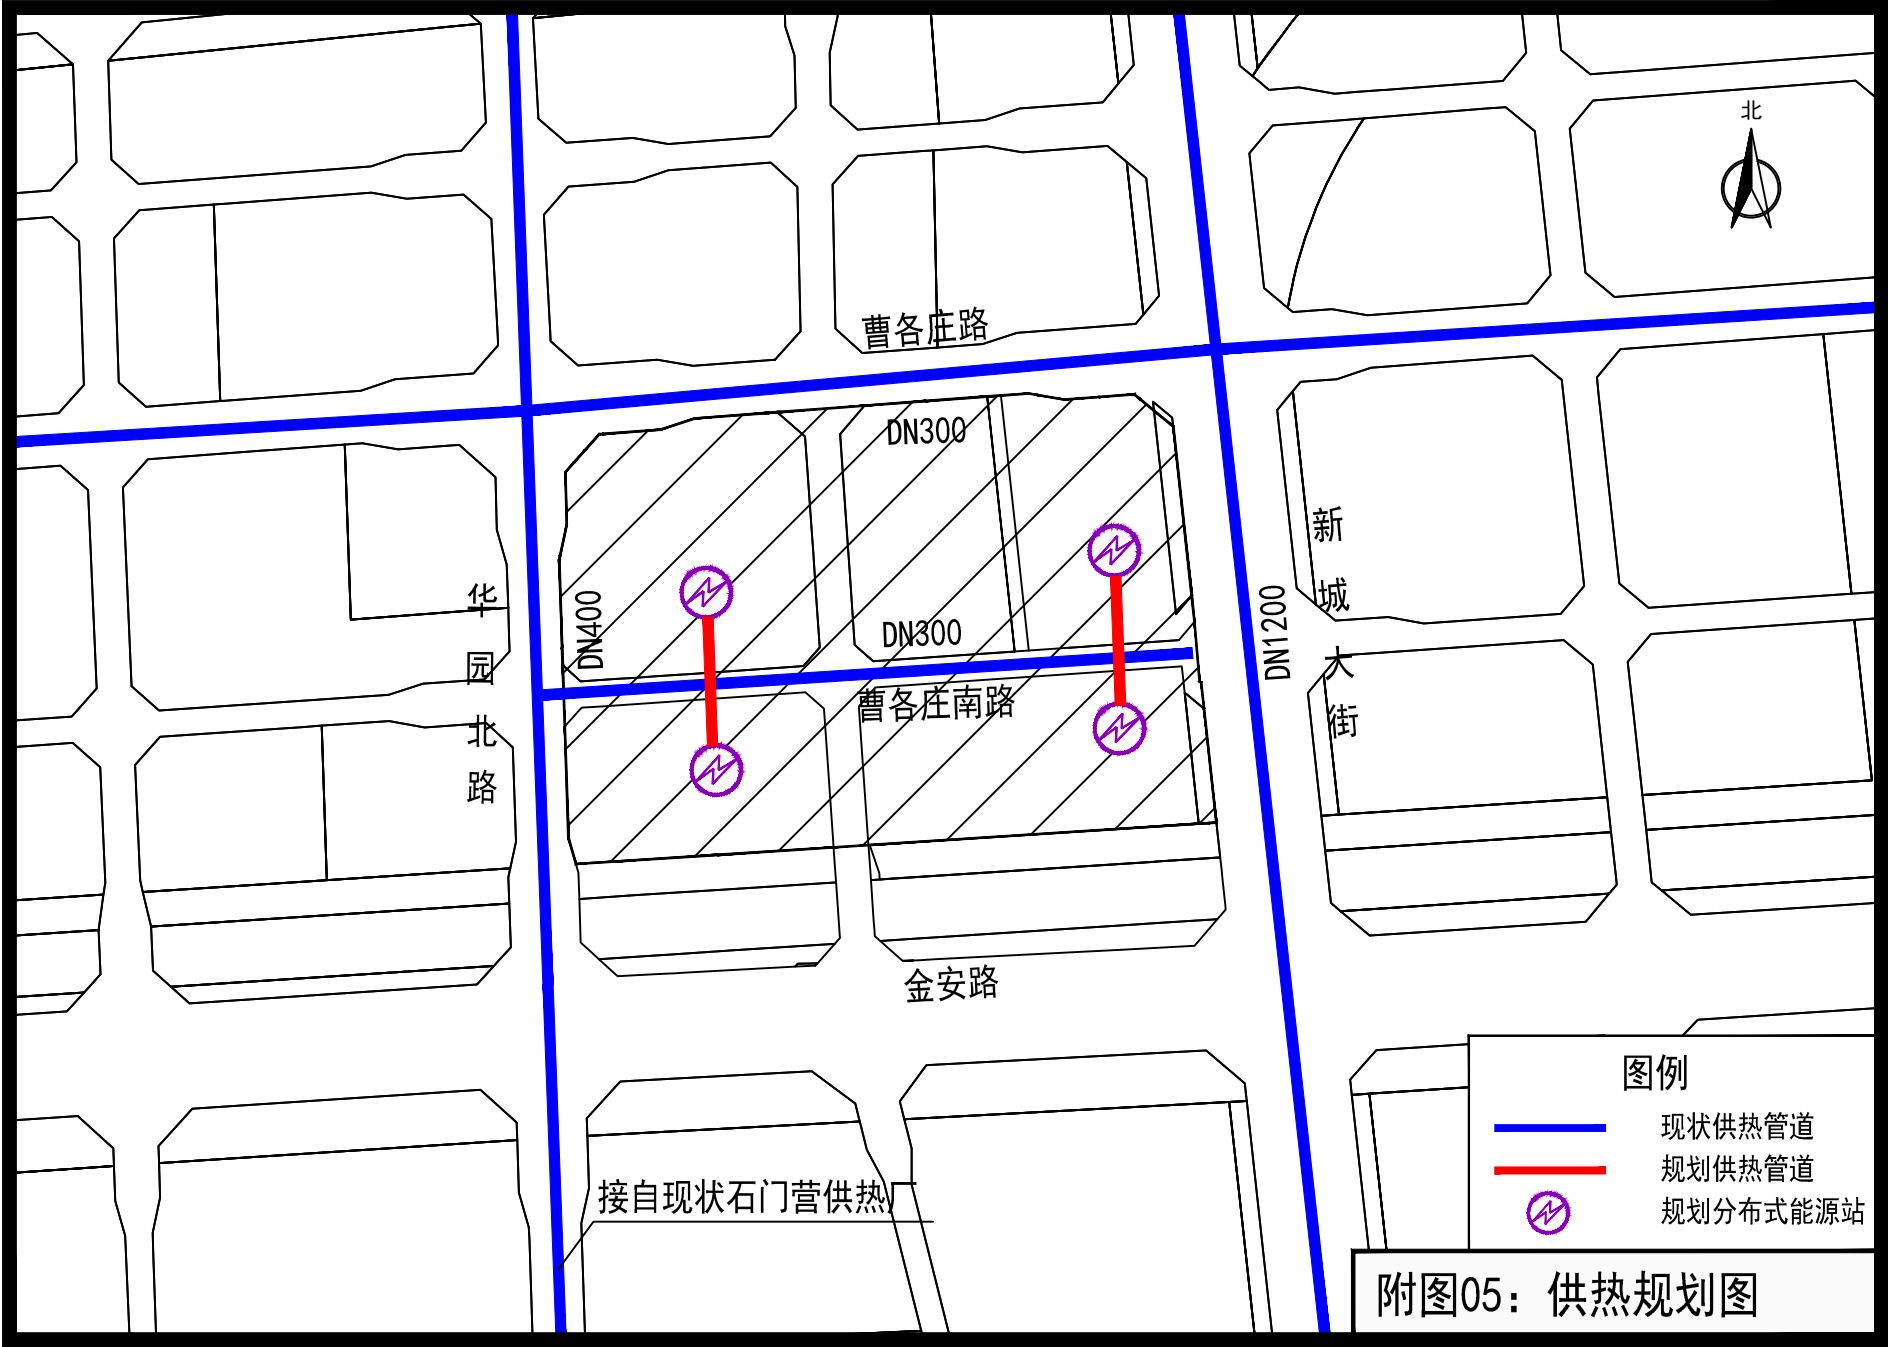 北
曹各庄路
DN300
新城大街
华园北路
DN400
DN300
DN1200
曹各庄南路
金安路
接自现状石门营供热厂
图例
现状供热管道
规划供热管道
规划分布式能源站
附图05：供热规划图